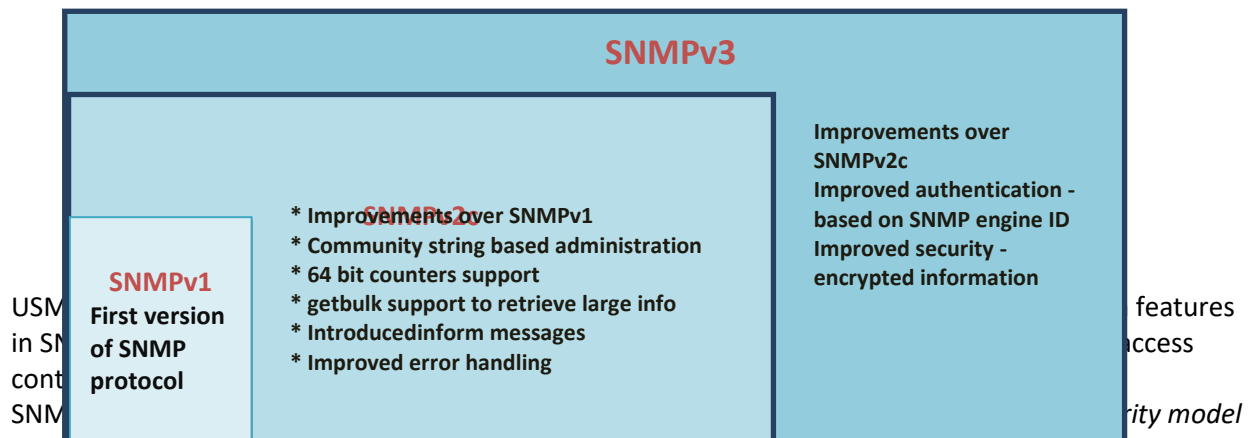 SNMPv3
Improvements over
SNMPv2c
Improved authentication -
based on SNMP engine ID
Improved security -
encrypted information
SNMPv2c
* Improvements over SNMPv1
* Community string based administration
* 64 bit counters support
* getbulk support to retrieve large info
* Introducedinform messages
* Improved error handling
SNMPv1
First version
of SNMP
protocol
USM features
in SN access
cont
SNM rity model